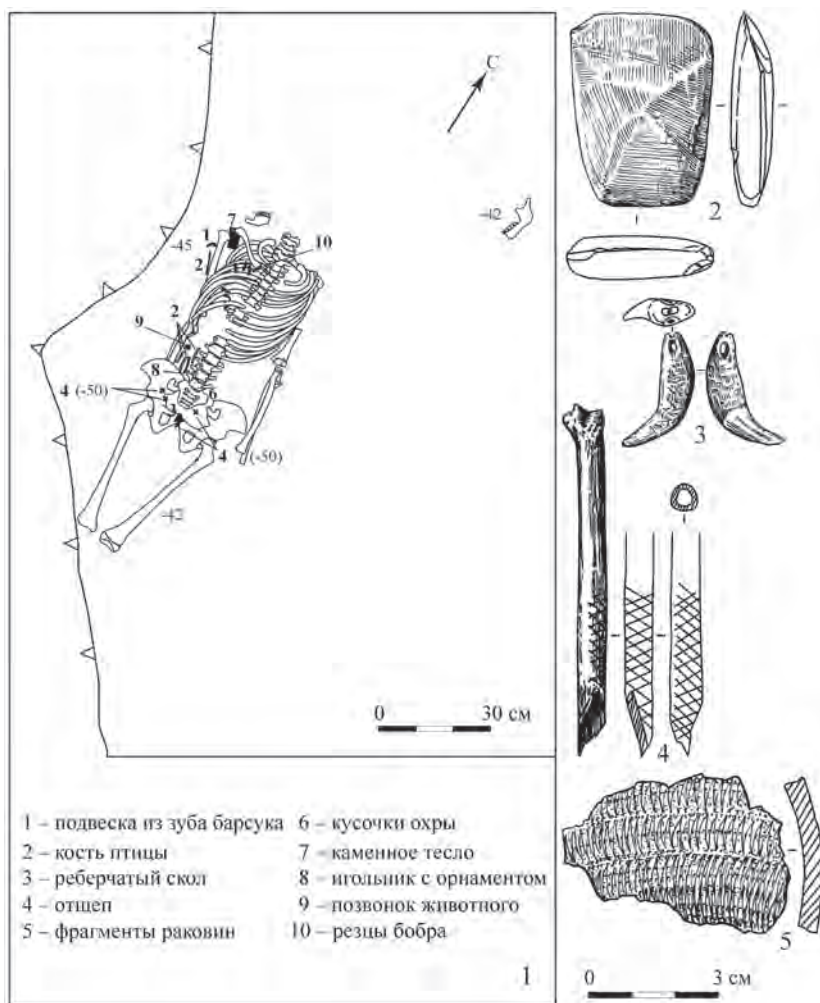 С
-42
-45
1
7
10
2
2
9
8
6
4 (-50)
4
(-50)
-42
0 30 см
1 – подвеска из зуба барсука
2 – кость птицы
3 – реберчатый скол
4 – отщеп
5 – фрагменты раковин
6 – кусочки охры
7 – каменное тесло
8 – игольник с орнаментом
9 – позвонок животного
10 – резцы бобра
1
2
3
4
5
0 3 см